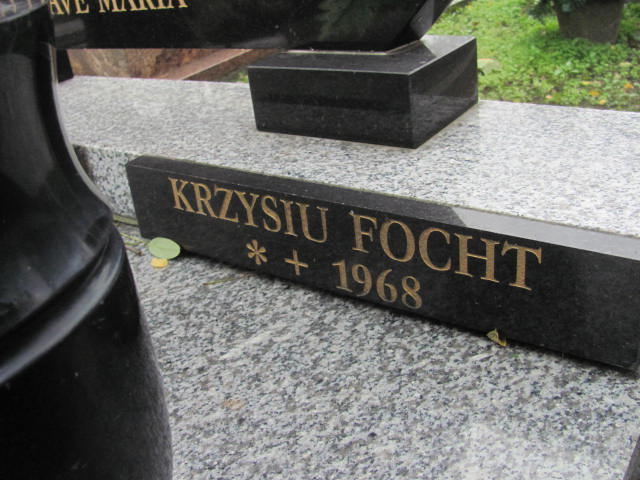 AVE MARIA
KRZYSIU FOCHT
* + 1968